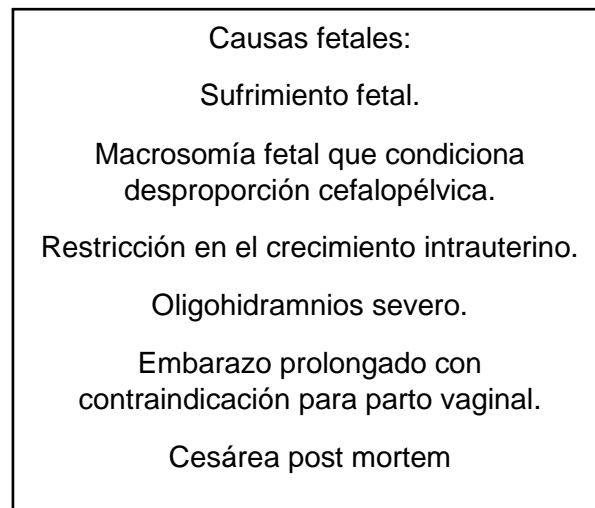 Causas fetales:
Sufrimiento fetal.
Macrosomía fetal que condiciona
desproporción cefalopélvica.
Restricción en el crecimiento intrauterino.
Oligohidramnios severo.
Embarazo prolongado con
contraindicación para parto vaginal.
Cesárea post mortem